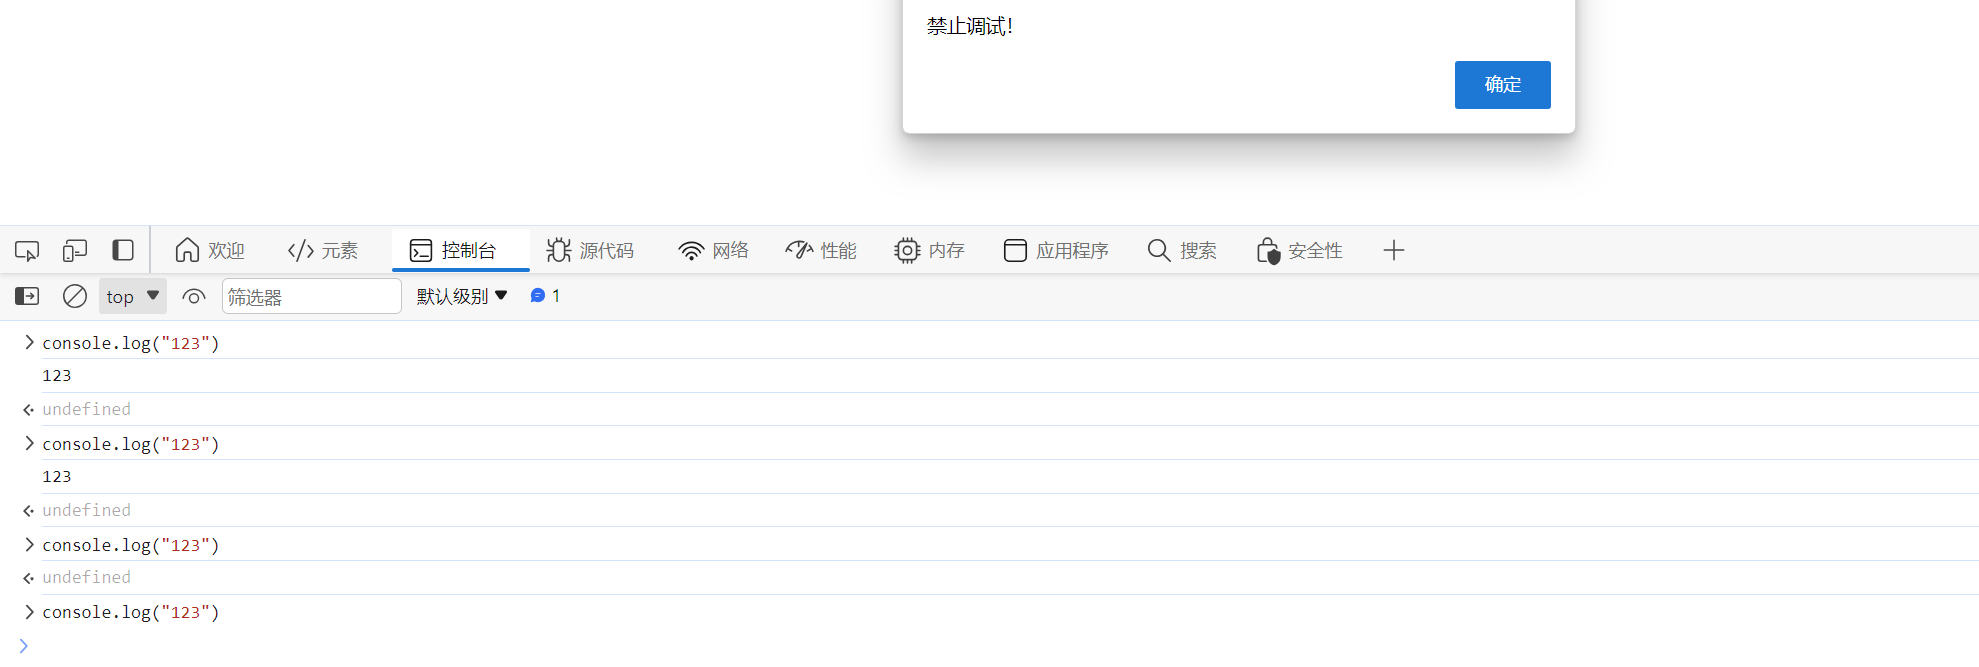 禁止调试!
确定
欢迎 元素 控制台 源代码 网络 性能 内存 应用程序 搜索 安全性
top 筛选器 默认级别 1
console.log("123")
123
undefined
console.log("123")
123
undefined
console.log("123")
undefined
console.log("123")